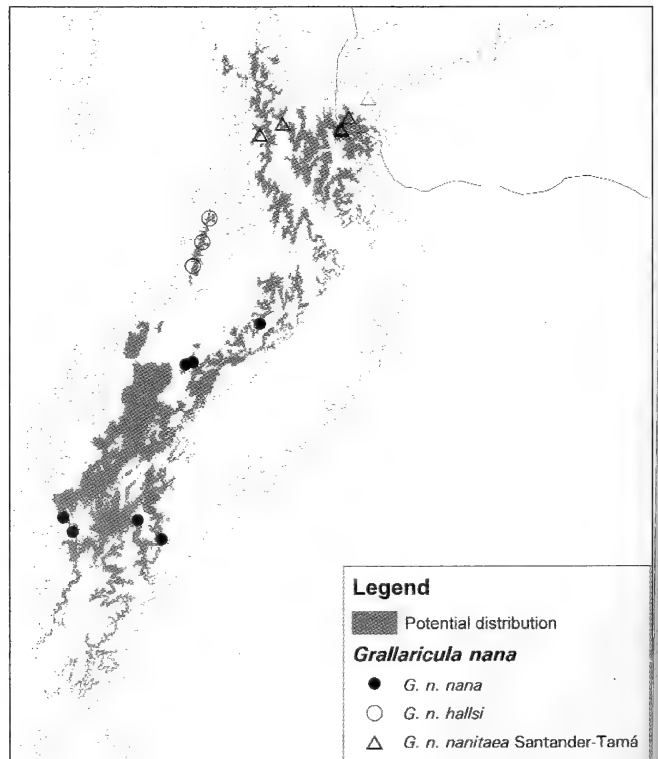 Legend
Potential distribution
Grallaricula nana
G. n. nana
G. n. hallsi
G. n. nanitaea Santander-Tamá